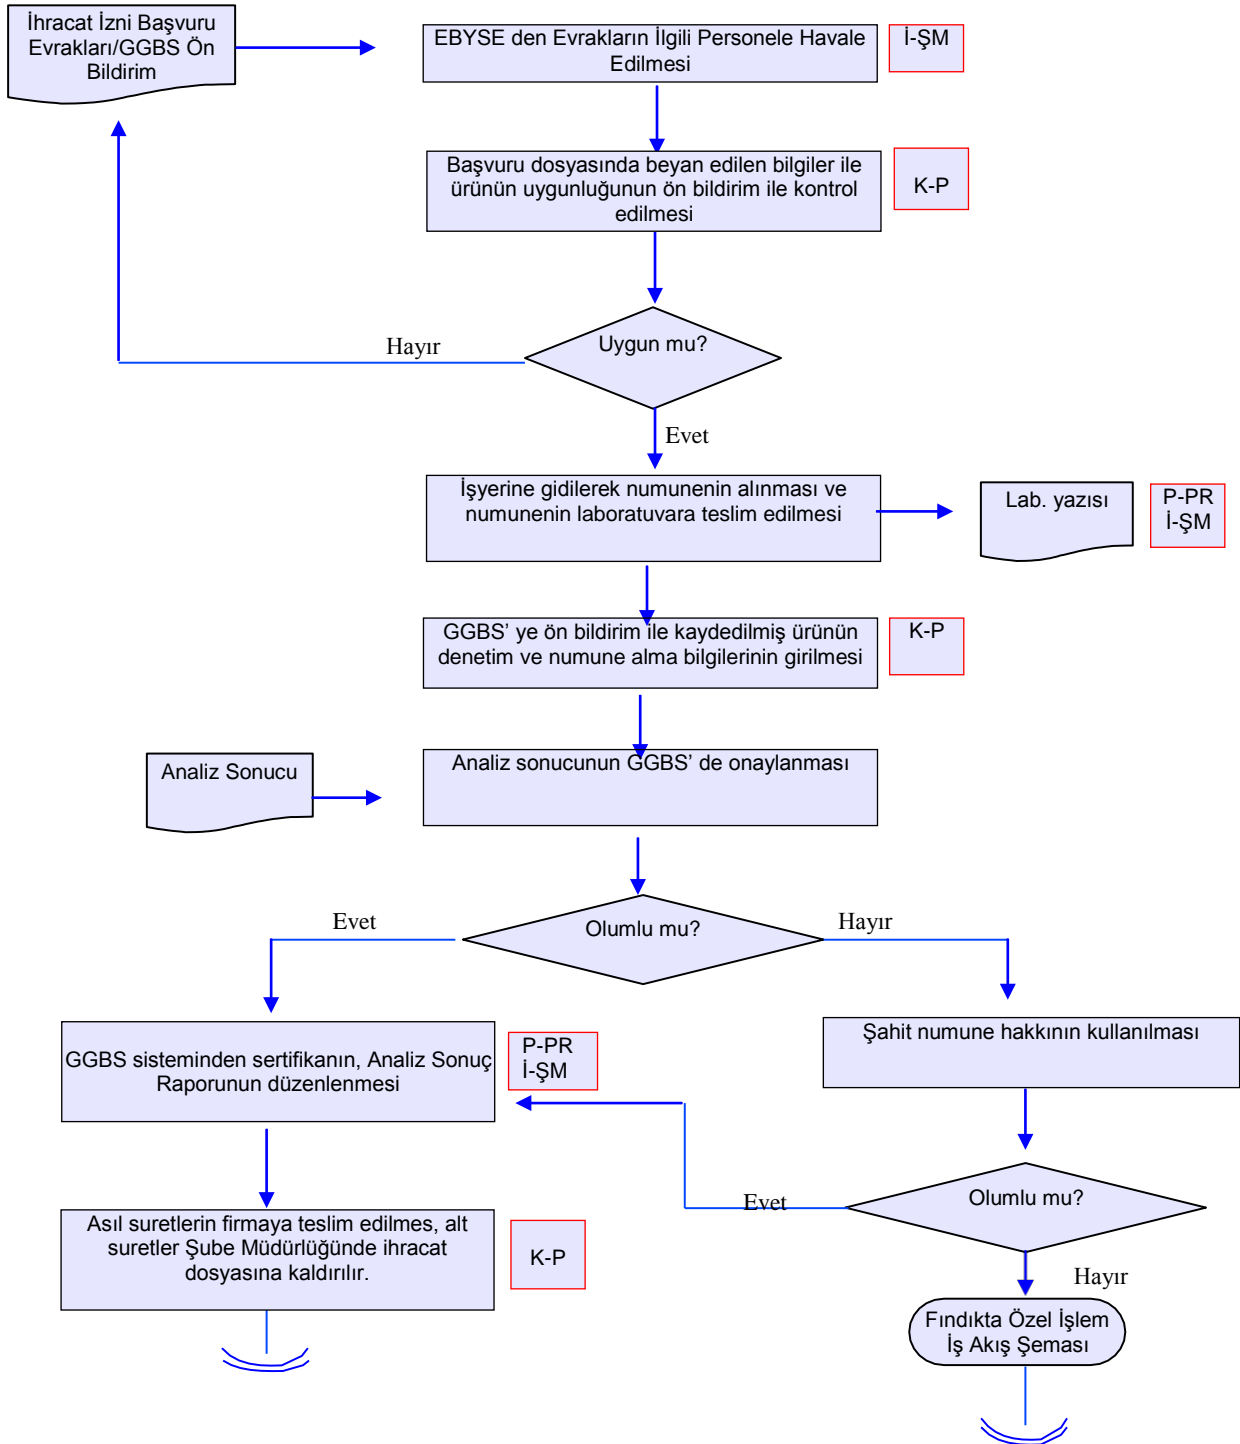 İhracat İzni Başvuru
Evrakları/GGBS Ön
Bildirim
EBYSE den Evrakların İlgili Personele Havale
Edilmesi
İ-ŞM
Başvuru dosyasında beyan edilen bilgiler ile
ürünün uygunluğunun ön bildirim ile kontrol
edilmesi
K-P
Uygun mu?
Hayır
Evet
İşyerine gidilerek numunenin alınması ve
numunenin laboratuvara teslim edilmesi
Lab. yazısı
P-PR
İ-ŞM
GGBS' ye ön bildirim ile kaydedilmiş ürünün
denetim ve numune alma bilgilerinin girilmesi
K-P
Analiz Sonucu
Analiz sonucunun GGBS' de onaylanması
Olumlu mu?
Evet
Hayır
GGBS sisteminden sertifikanın, Analiz Sonuç
Raporunun düzenlenmesi
P-PR
İ-ŞM
Şahit numune hakkının kullanılması
Olumlu mu?
Evet
Hayır
Asıl suretlerin firmaya teslim edilmes, alt
suretler Şube Müdürlüğünde ihracat
dosyasına kaldırılır.
K-P
Fındıkta Özel İşlem
İş Akış Şeması